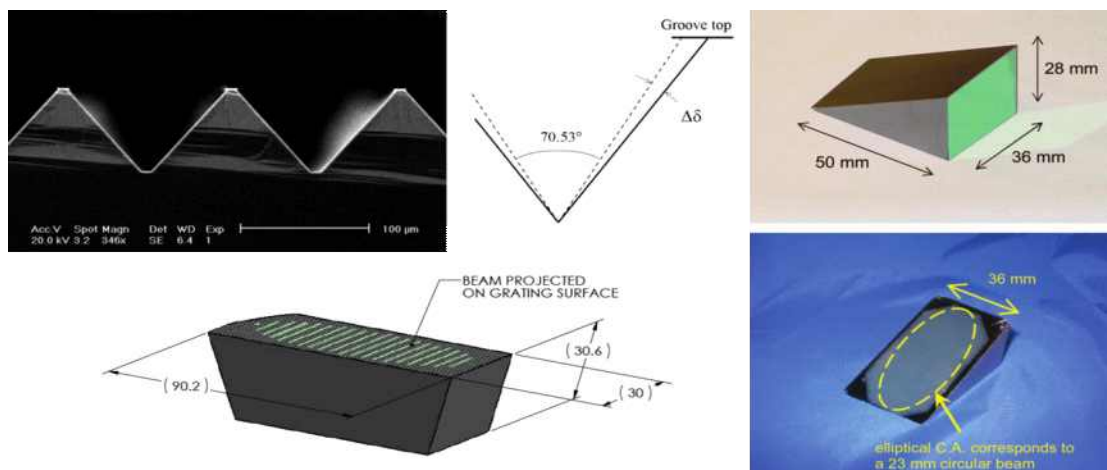 Acc.V Spot Magn Det WD Exp
20.0 kV 3.2 346x SE 6.4 1
100 µm
Groove top
70.53°
Δδ
28 mm
50 mm
36 mm
BEAM PROJECTED
ON GRATING SURFACE
(30.6)
(90.2)
(30)
36 mm
elliptical C.A. corresponds to
a 23 mm circular beam